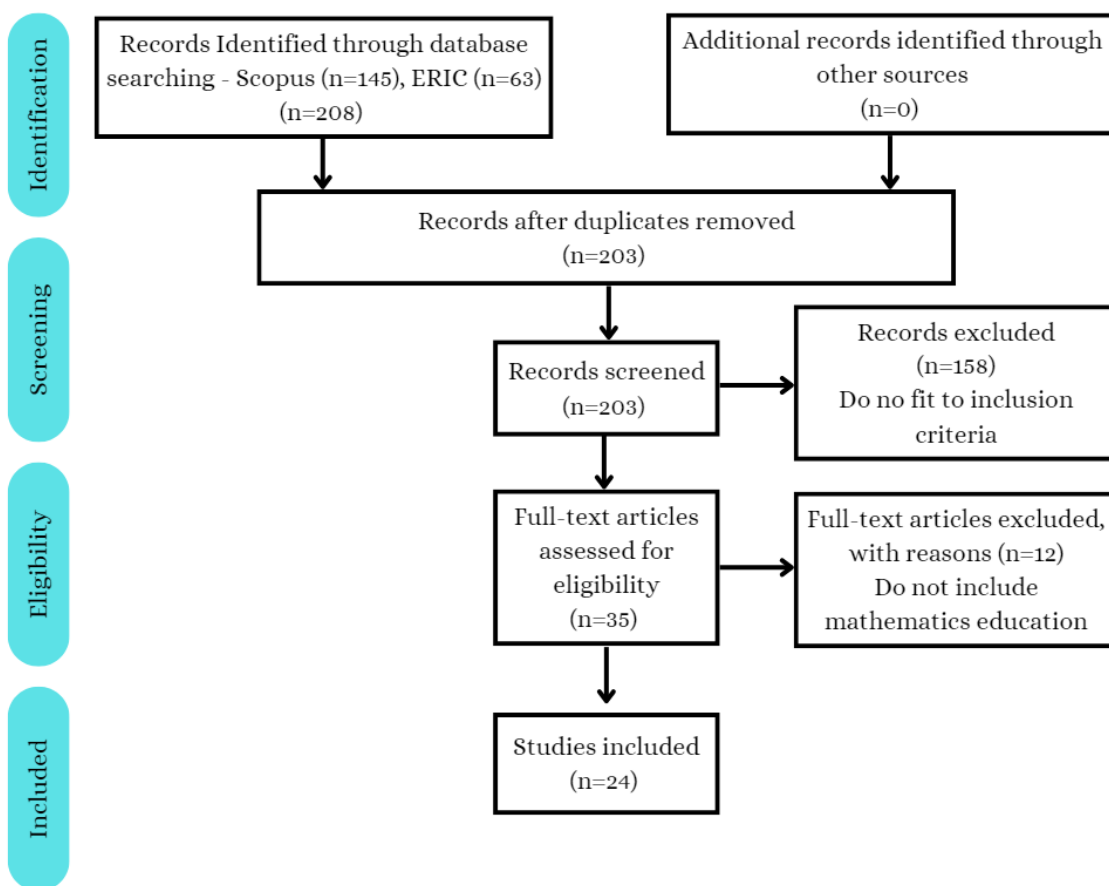 Identification
Records Identified through database
searching - Scopus (n=145), ERIC (n=63)
(n=208)
Additional records identified through
other sources
(n=0)
Records after duplicates removed
(n=203)
Screening
Records screened
(n=203)
Records excluded
(n=158)
Do no fit to inclusion
criteria
Eligibility
Full-text articles
assessed for
eligibility
(n=35)
Full-text articles excluded,
with reasons (n=12)
Do not include
mathematics education
Included
Studies included
(n=24)